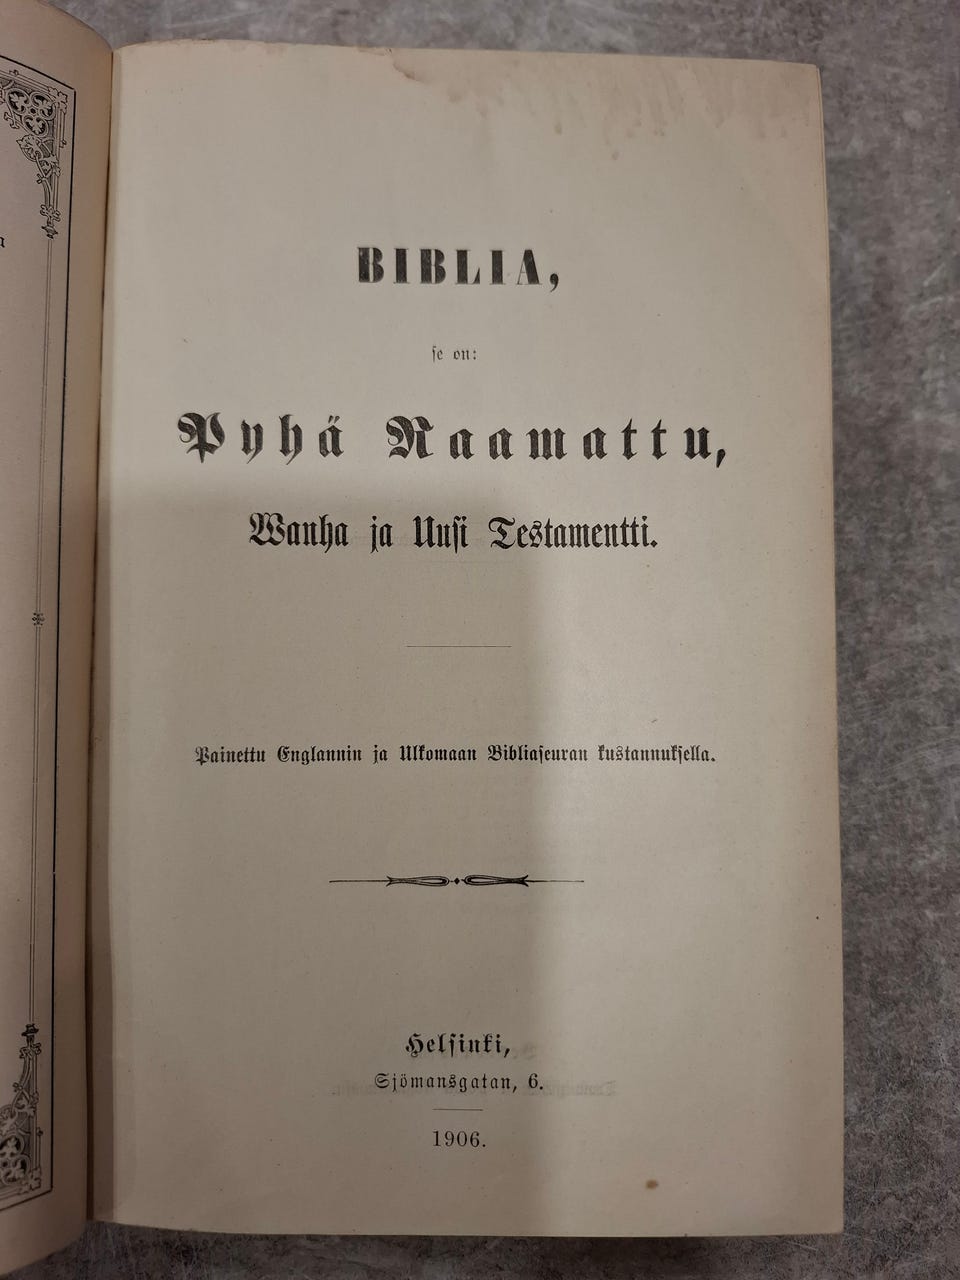 BIBLIA,
se on:
Pyhä Raamattu,
Wanha ja Uusi Testamentti.
Painettu Englannin ja Ulkomaan Bibliaseuran kustannuksella.
Helsinki,
Sjömansgatan, 6.
1906.